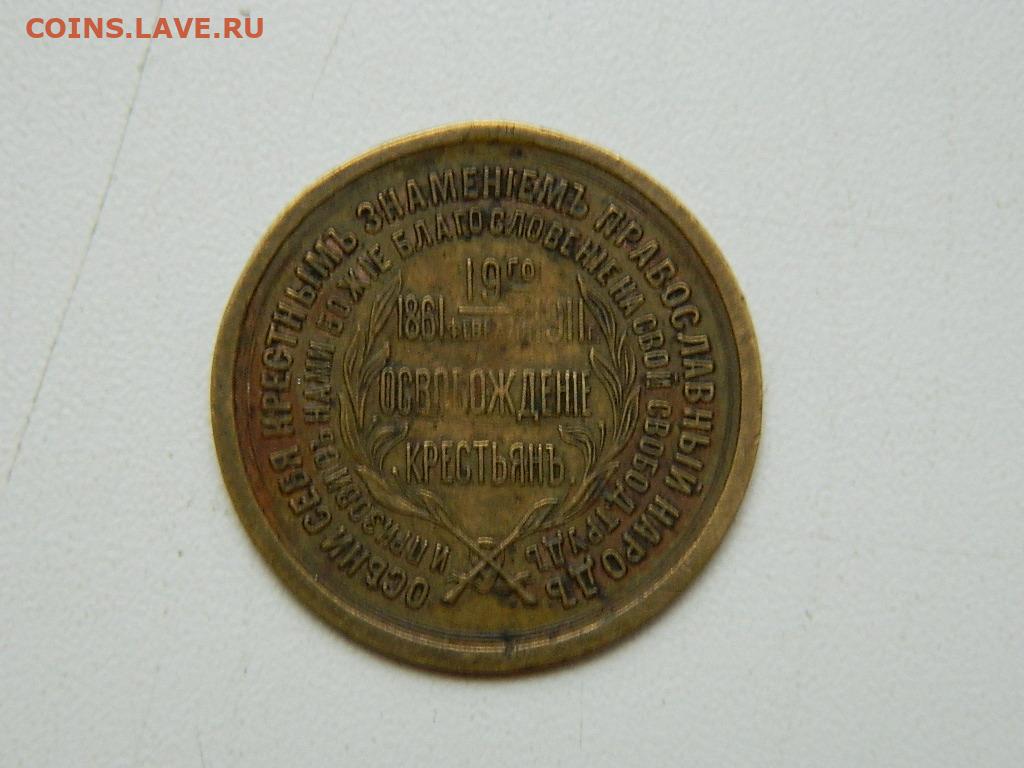 COINS.LAVE.RU
ОСѢНИ СЕБЯ КРЕСТНЫМЪ ЗНАМЕНІЕМЪ ПРАВОСЛАВНЫЙ НАРОДЪ
И ПРИЗОВИ СЪ НАМИ БОЖІЕ БЛАГОСЛОВЕНІЕ НА СВОЙ СВОБОД. ТРУДЪ
19го
1861 1911г
ОСВОБОЖДЕНІЕ
КРЕСТЬЯНЪ.